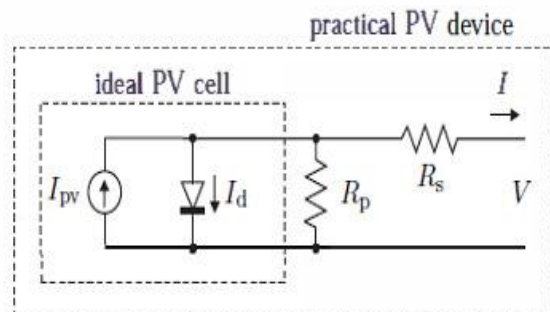 practical PV device
ideal PV cell
I
Ipv
Id
Rp
Rs
V